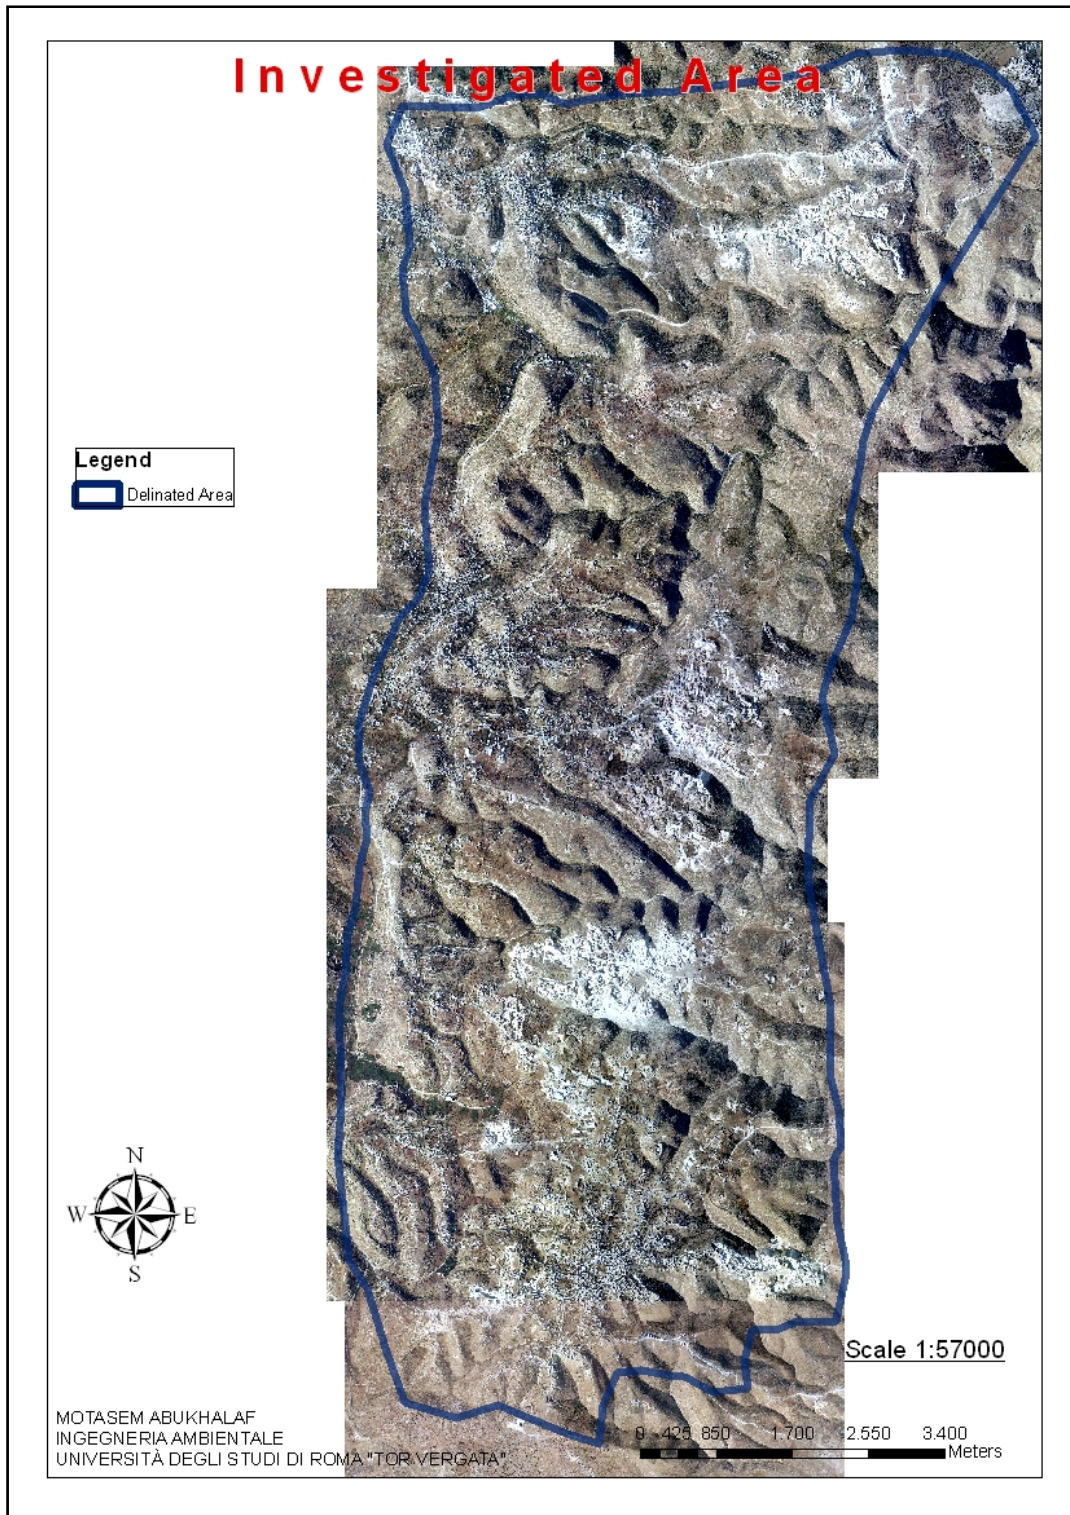 Investigated Area
Legend
Delinated Area
N
W E
S
Scale 1:57000
MOTASEM ABUKHALAF
INGEGNERIA AMBIENTALE
UNIVERSITÀ DEGLI STUDI DI ROMA "TOR VERGATA"
0 425 850 1.700 2.550 3.400
Meters